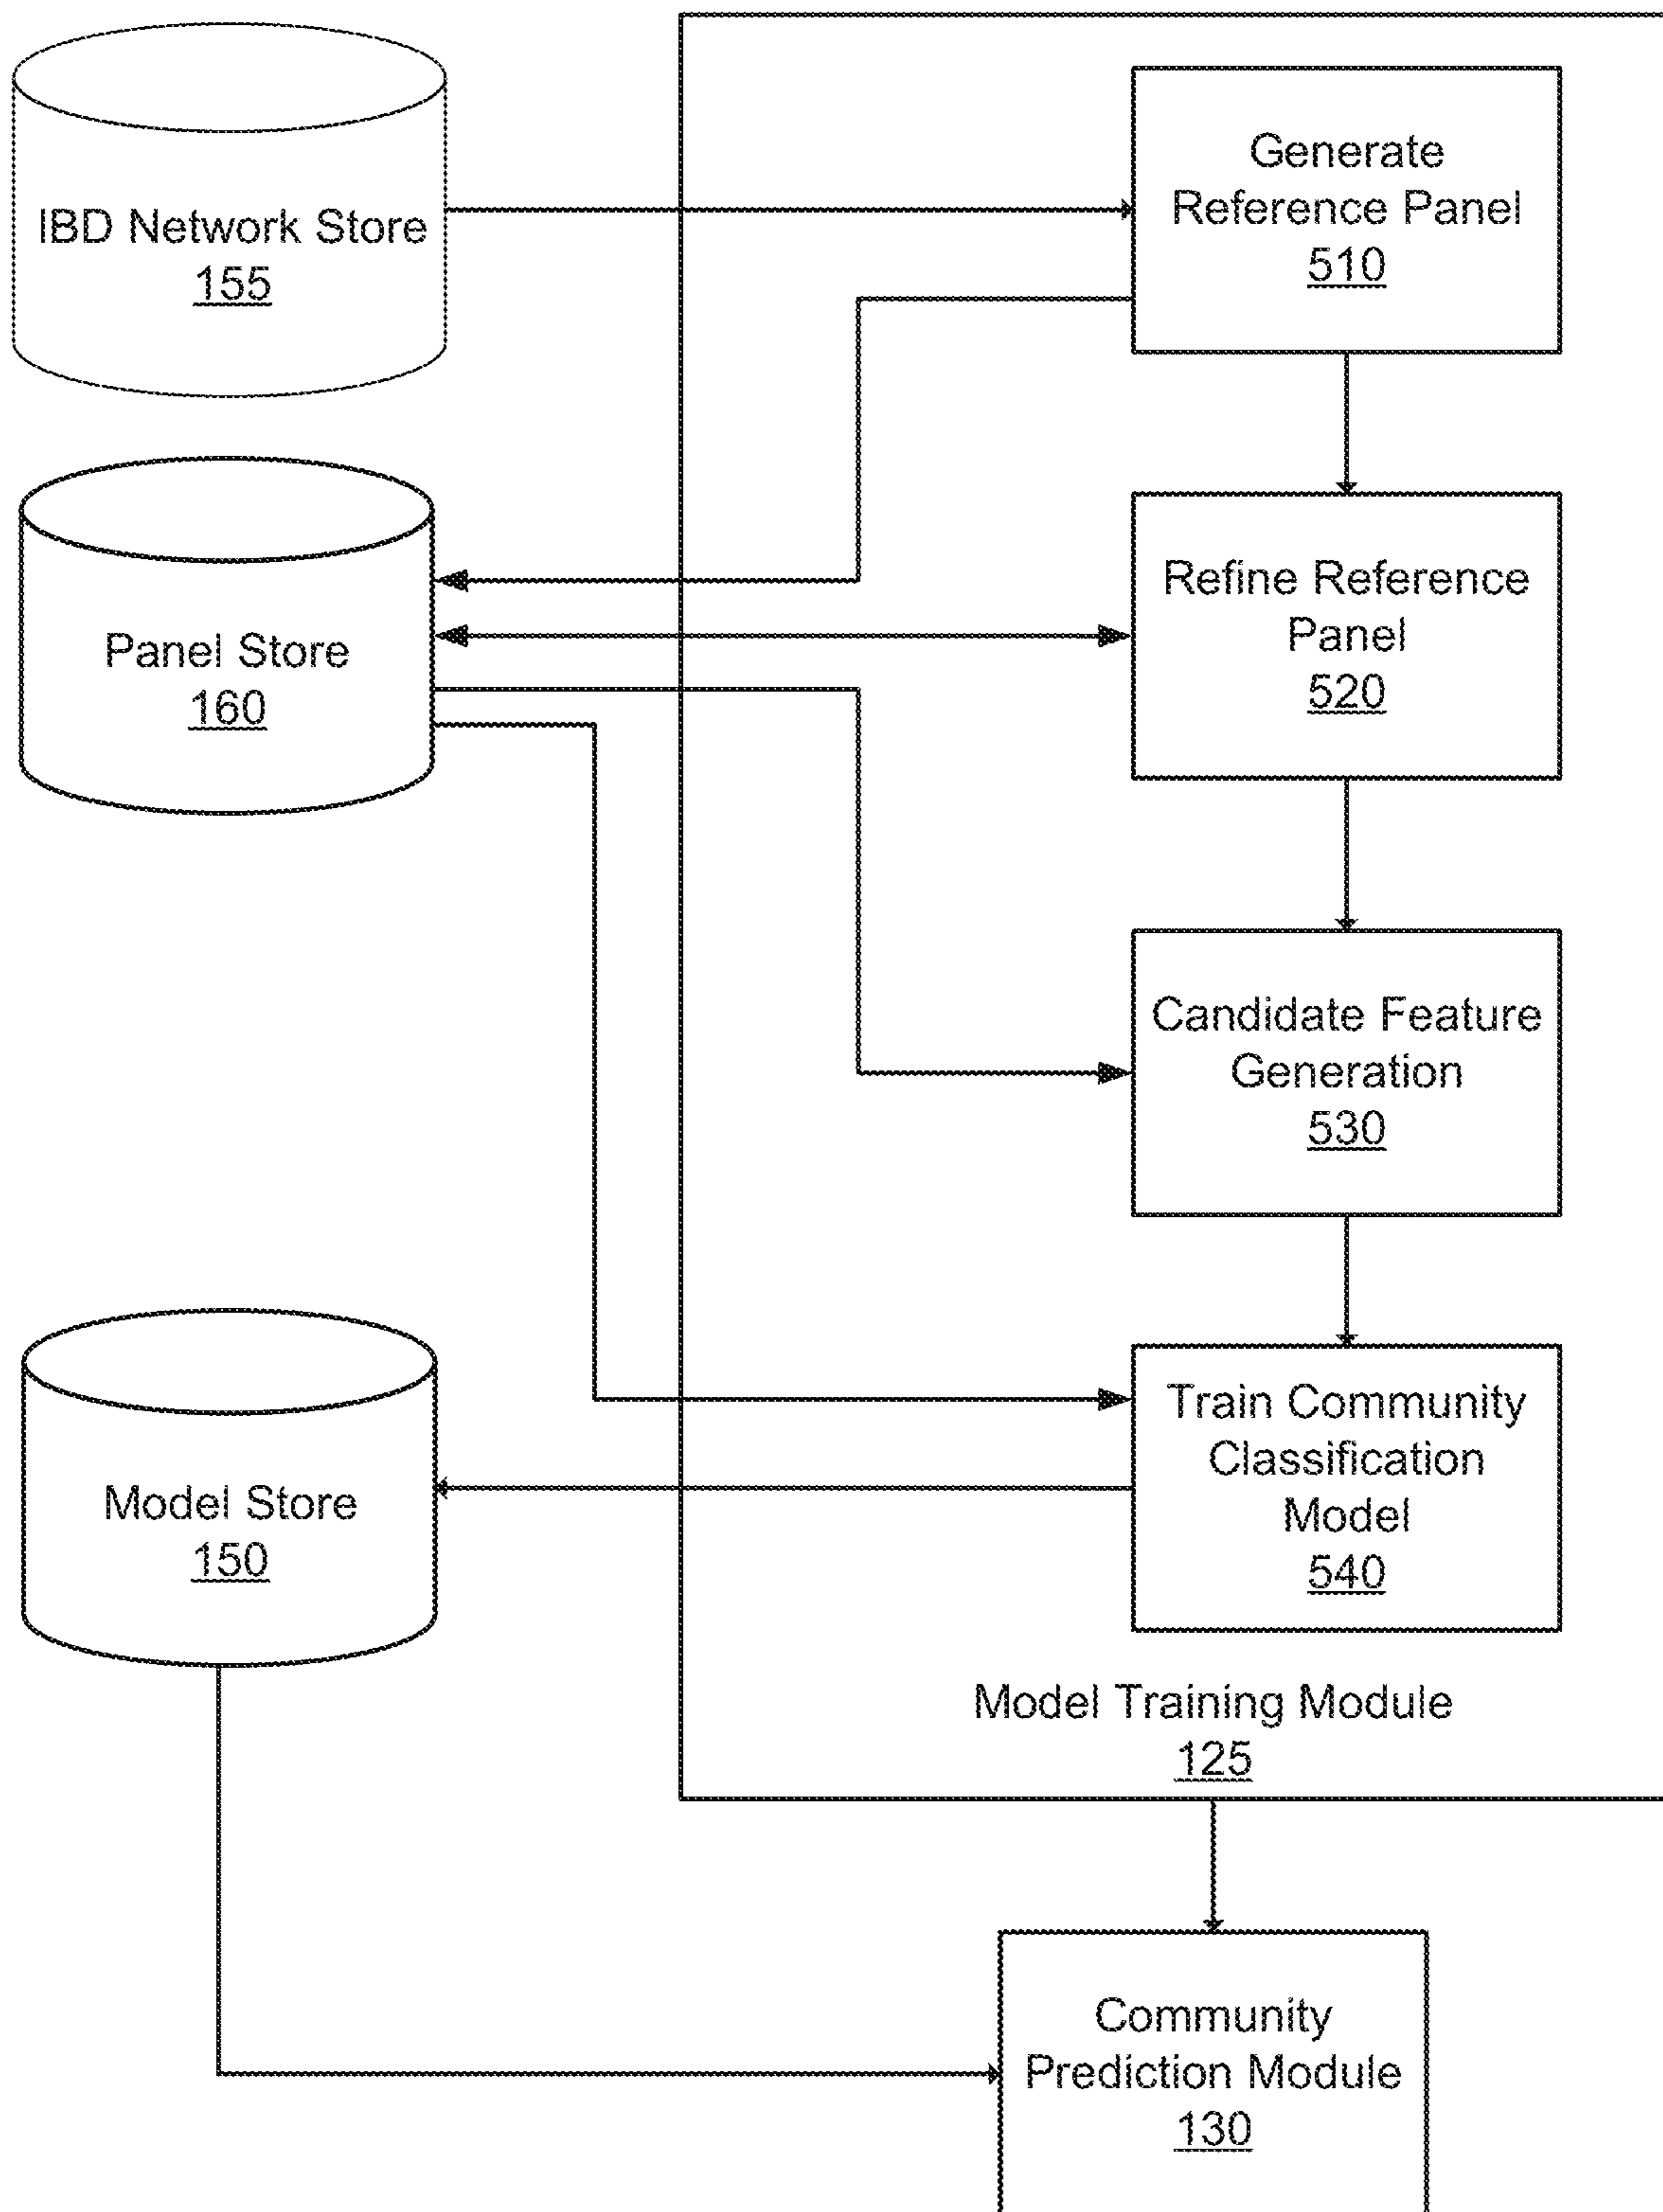 IBD Network Store
155
Generate
Reference Panel
510
Panel Store
160
Refine Reference
Panel
520
Candidate Feature
Generation
530
Model Store
150
Train Community
Classification
Model
540
Model Training Module
125
Community
Prediction Module
130